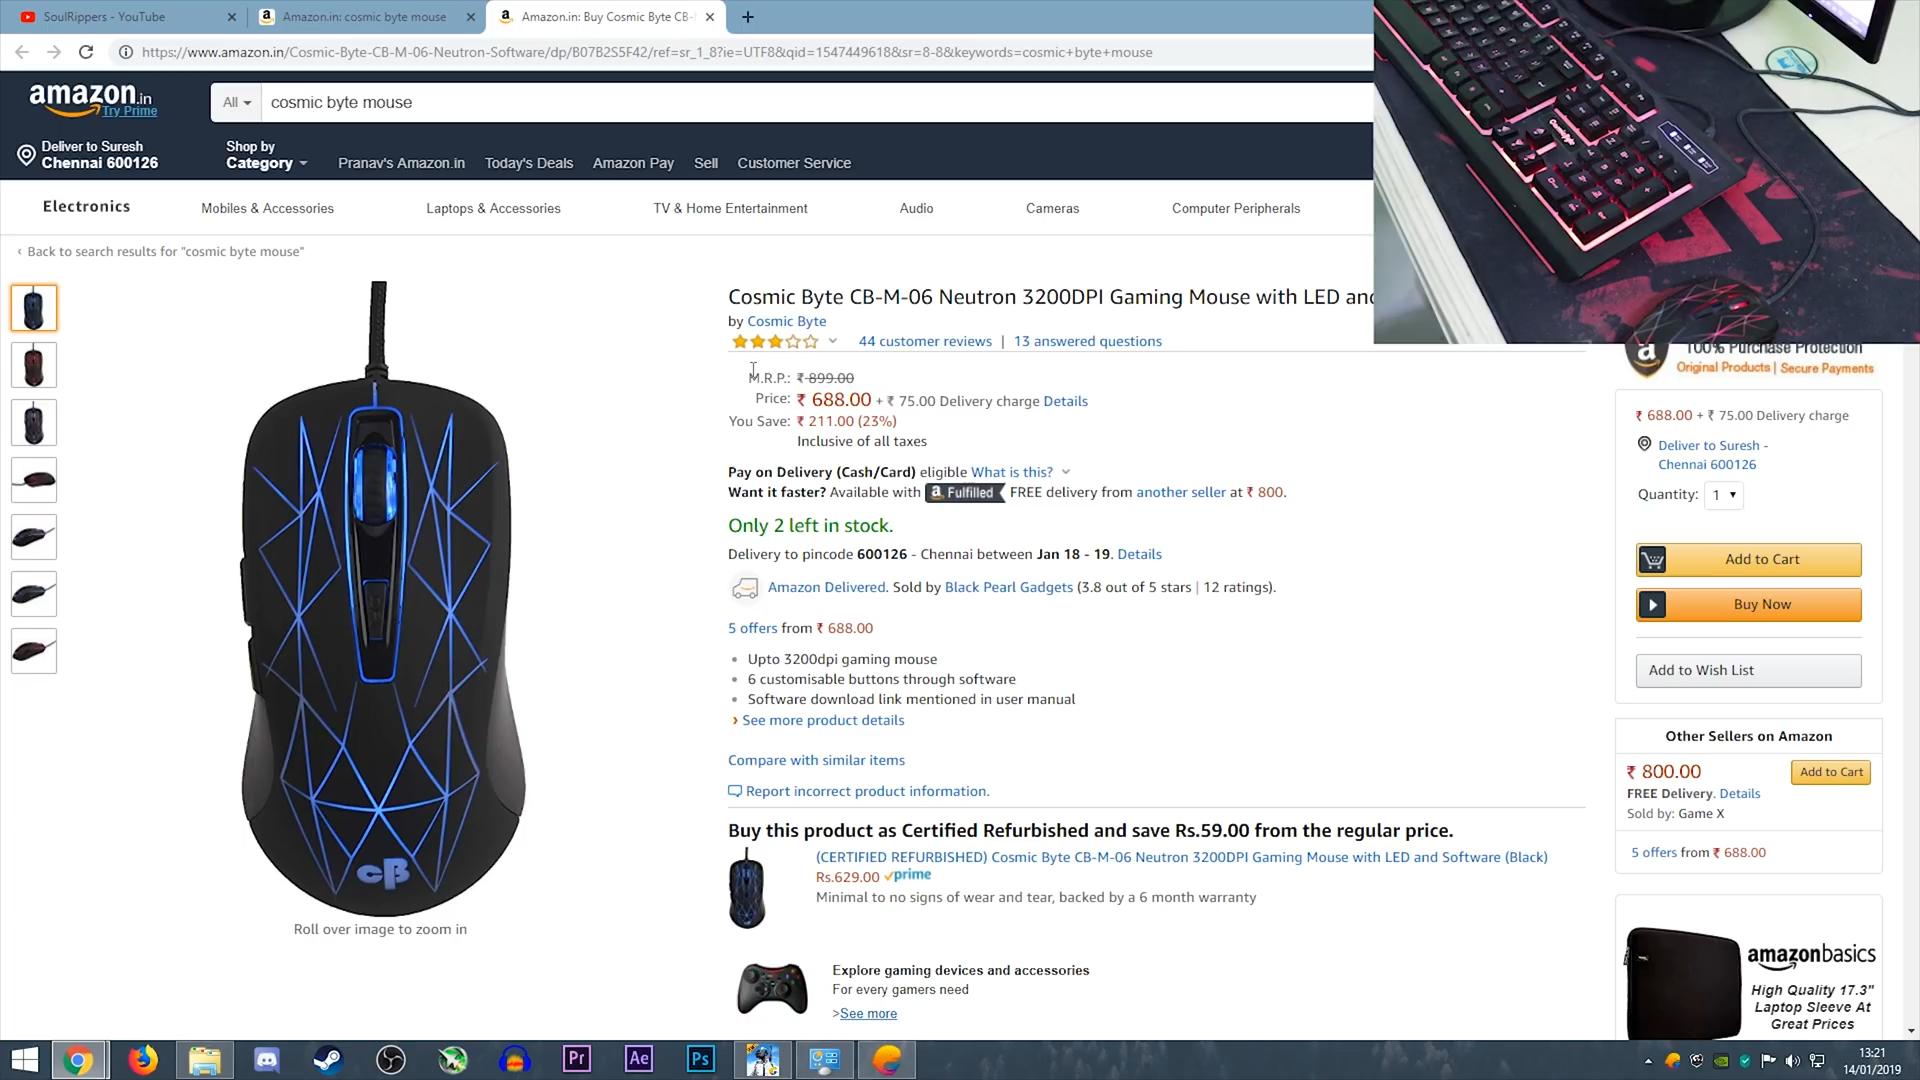 SoulRippers - YouTube
Amazon.in: cosmic byte mouse
Amazon.in: Buy Cosmic Byte CB-
https://www.amazon.in/Cosmic-Byte-CB-M-06-Neutron-Software/dp/B07B2S5F42/ref=sr_1_8?ie=UTF8&qid=1547449618&sr=8-8&keywords=cosmic+byte+mouse
amazon.in
Try Prime
All
cosmic byte mouse
Deliver to Suresh
Chennai 600126
Shop by
Category
Pranav's Amazon.in
Today's Deals
Amazon Pay
Sell
Customer Service
Electronics
Mobiles & Accessories
Laptops & Accessories
TV & Home Entertainment
Audio
Cameras
Computer Peripherals
‹ Back to search results for "cosmic byte mouse"
Cosmic Byte CB-M-06 Neutron 3200DPI Gaming Mouse with LED and
by Cosmic Byte
44 customer reviews | 13 answered questions
M.R.P.: ₹ 899.00
Price: ₹ 688.00 + ₹ 75.00 Delivery charge Details
You Save: ₹ 211.00 (23%)
Inclusive of all taxes
Pay on Delivery (Cash/Card) eligible What is this?
Want it faster? Available with a Fulfilled FREE delivery from another seller at ₹ 800.
Only 2 left in stock.
Delivery to pincode 600126 - Chennai between Jan 18 - 19. Details
Amazon Delivered. Sold by Black Pearl Gadgets (3.8 out of 5 stars | 12 ratings).
5 offers from ₹ 688.00
• Upto 3200dpi gaming mouse
• 6 customisable buttons through software
• Software download link mentioned in user manual
› See more product details
Compare with similar items
Report incorrect product information.
Buy this product as Certified Refurbished and save Rs.59.00 from the regular price.
(CERTIFIED REFURBISHED) Cosmic Byte CB-M-06 Neutron 3200DPI Gaming Mouse with LED and Software (Black)
Rs.629.00 prime
Minimal to no signs of wear and tear, backed by a 6 month warranty
Explore gaming devices and accessories
For every gamers need
>See more
cB
Roll over image to zoom in
CosmicByte
a
100% Purchase Protection
Original Products | Secure Payments
₹ 688.00 + ₹ 75.00 Delivery charge
Deliver to Suresh -
Chennai 600126
Quantity: 1
Add to Cart
Buy Now
Add to Wish List
Other Sellers on Amazon
₹ 800.00
Add to Cart
FREE Delivery. Details
Sold by: Game X
5 offers from ₹ 688.00
amazonbasics
High Quality 17.3"
Laptop Sleeve At
Great Prices
Pr
Ae
Ps
13:21
14/01/2019